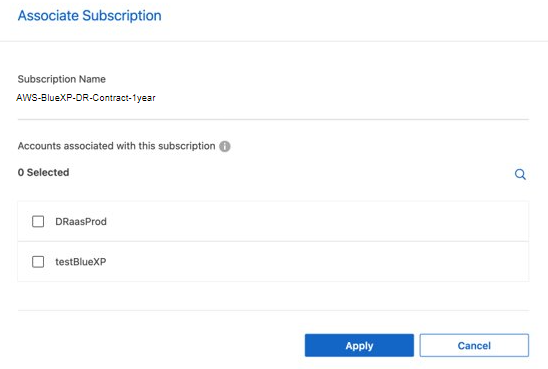 Associate Subscription
Subscription Name
AWS-BlueXP-DR-Contract-1year
Accounts associated with this subscription
0 Selected
DRaasProd
testBlueXP
Apply
Cancel